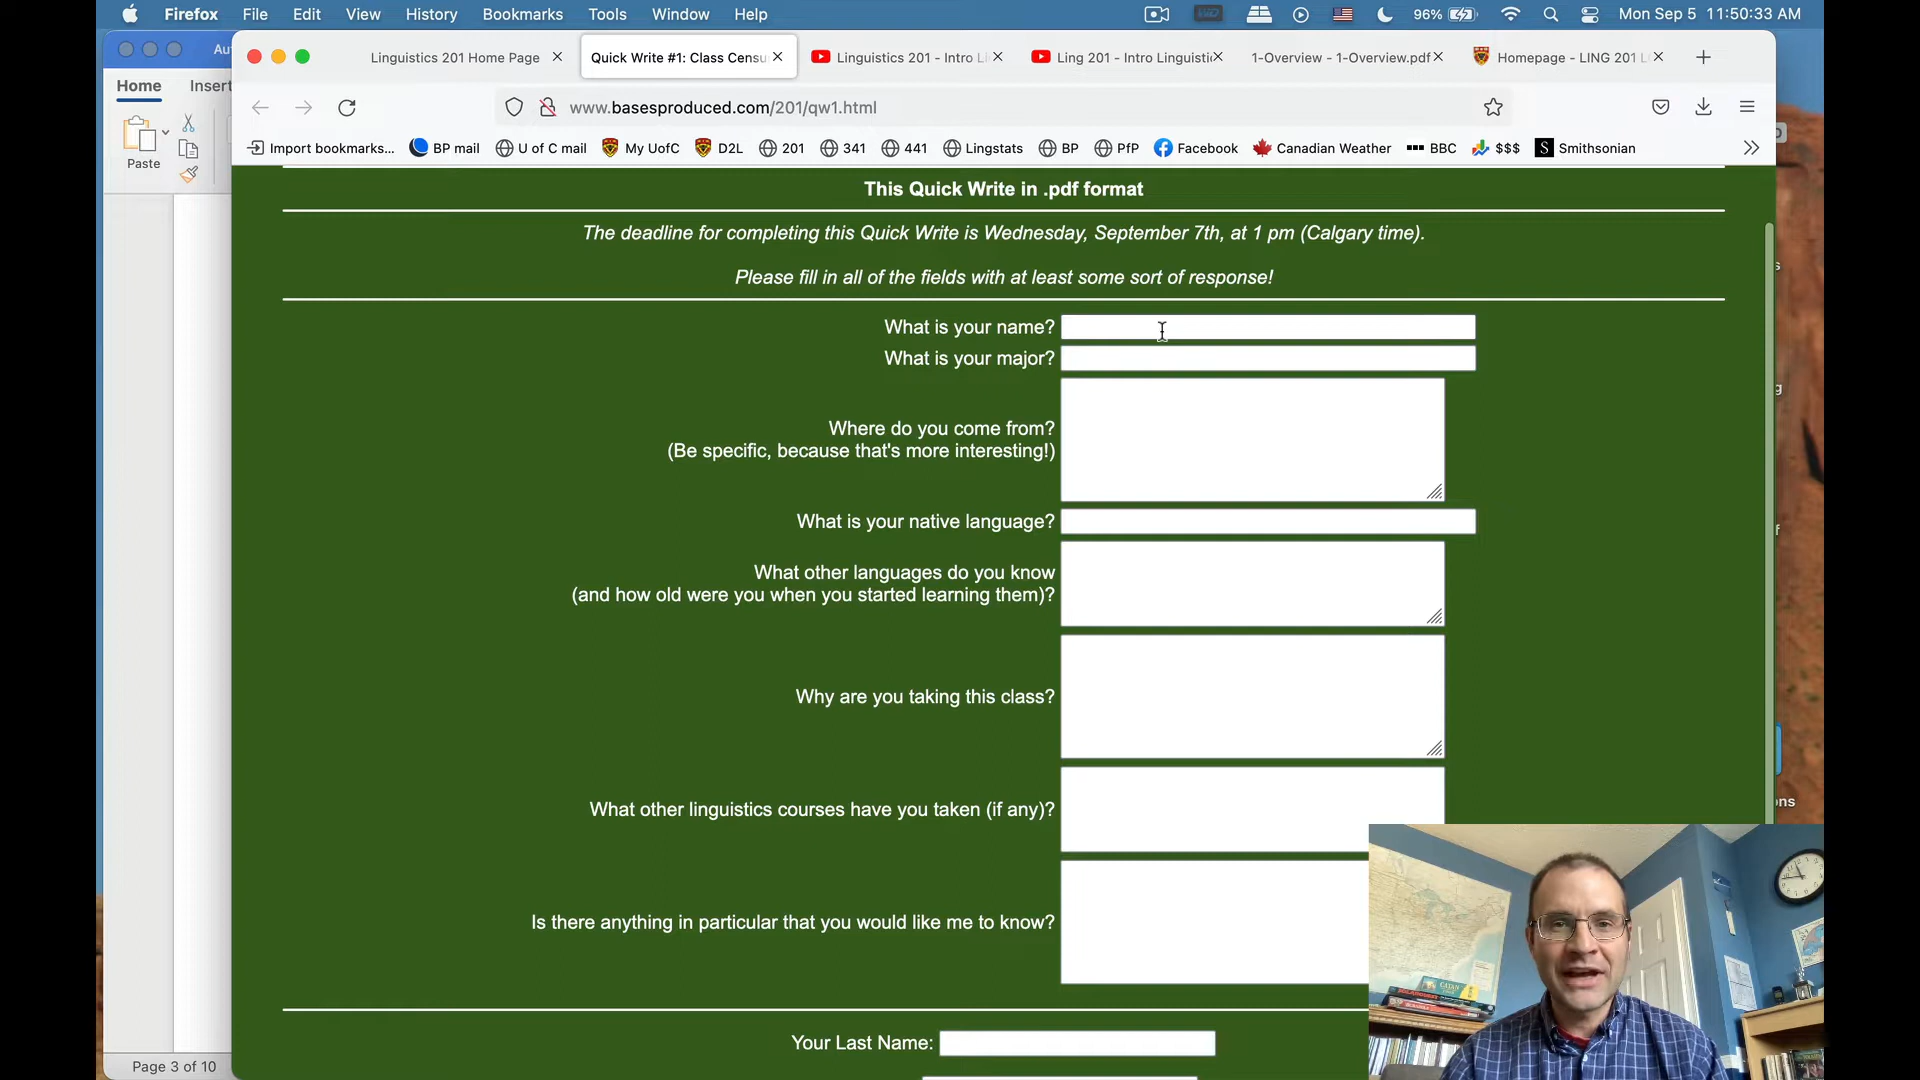 Firefox File Edit View History Bookmarks Tools Window Help
96%
Mon Sep 5 11:50:33 AM
Linguistics 201 Home Page
Quick Write #1: Class Censu
Linguistics 201 - Intro Li
Ling 201 - Intro Linguisti
1-Overview - 1-Overview.pdf
Homepage - LING 201 L
Home Insert
www.basesproduced.com/201/qw1.html
Paste
Import bookmarks... BP mail U of C mail My UofC D2L 201 341 441 Lingstats BP PfP Facebook Canadian Weather BBC $$$ S Smithsonian
This Quick Write in .pdf format
The deadline for completing this Quick Write is Wednesday, September 7th, at 1 pm (Calgary time).
Please fill in all of the fields with at least some sort of response!
What is your name?
What is your major?
Where do you come from?
(Be specific, because that's more interesting!)
What is your native language?
What other languages do you know
(and how old were you when you started learning them)?
Why are you taking this class?
What other linguistics courses have you taken (if any)?
ons
Is there anything in particular that you would like me to know?
CATAN
Your Last Name:
Page 3 of 10